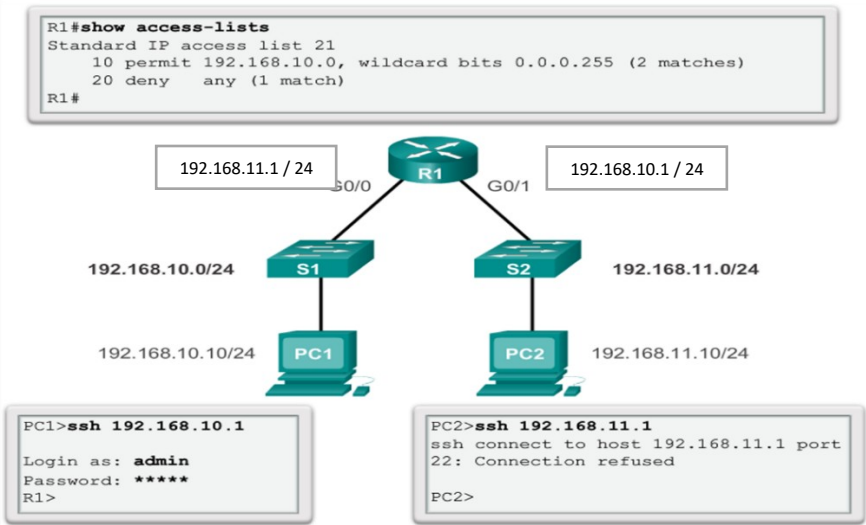 R1#show access-lists
Standard IP access list 21
10 permit 192.168.10.0, wildcard bits 0.0.0.255 (2 matches)
20 deny any (1 match)
R1#
192.168.11.1 / 24
R1
192.168.10.1 / 24
G0/0
G0/1
192.168.10.0/24
S1
S2
192.168.11.0/24
192.168.10.10/24
PC1
PC2
192.168.11.10/24
PC1>ssh 192.168.10.1
Login as: admin
Password: *****
R1>
PC2>ssh 192.168.11.1
ssh connect to host 192.168.11.1 port
22: Connection refused
PC2>